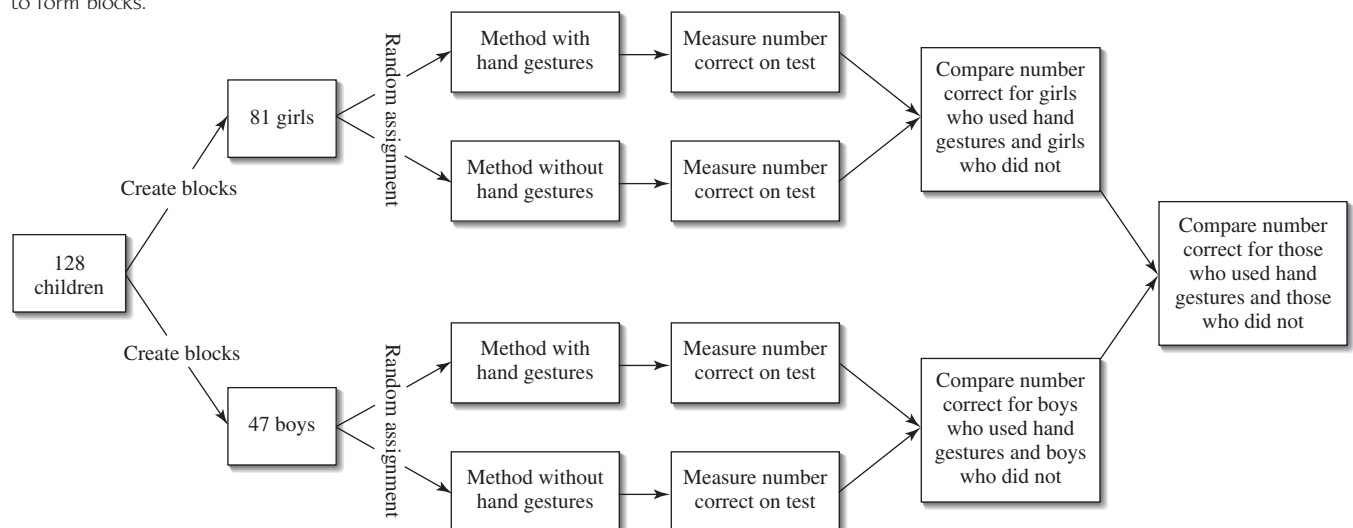 to form blocks.
128
children
Create blocks
Create blocks
81 girls
Random assignment
Method with
hand gestures
Measure number
correct on test
Method without
hand gestures
Measure number
correct on test
Compare number
correct for girls
who used hand
gestures and girls
who did not
47 boys
Random assignment
Method with
hand gestures
Measure number
correct on test
Method without
hand gestures
Measure number
correct on test
Compare number
correct for boys
who used hand
gestures and boys
who did not
Compare number
correct for those
who used hand
gestures and those
who did not